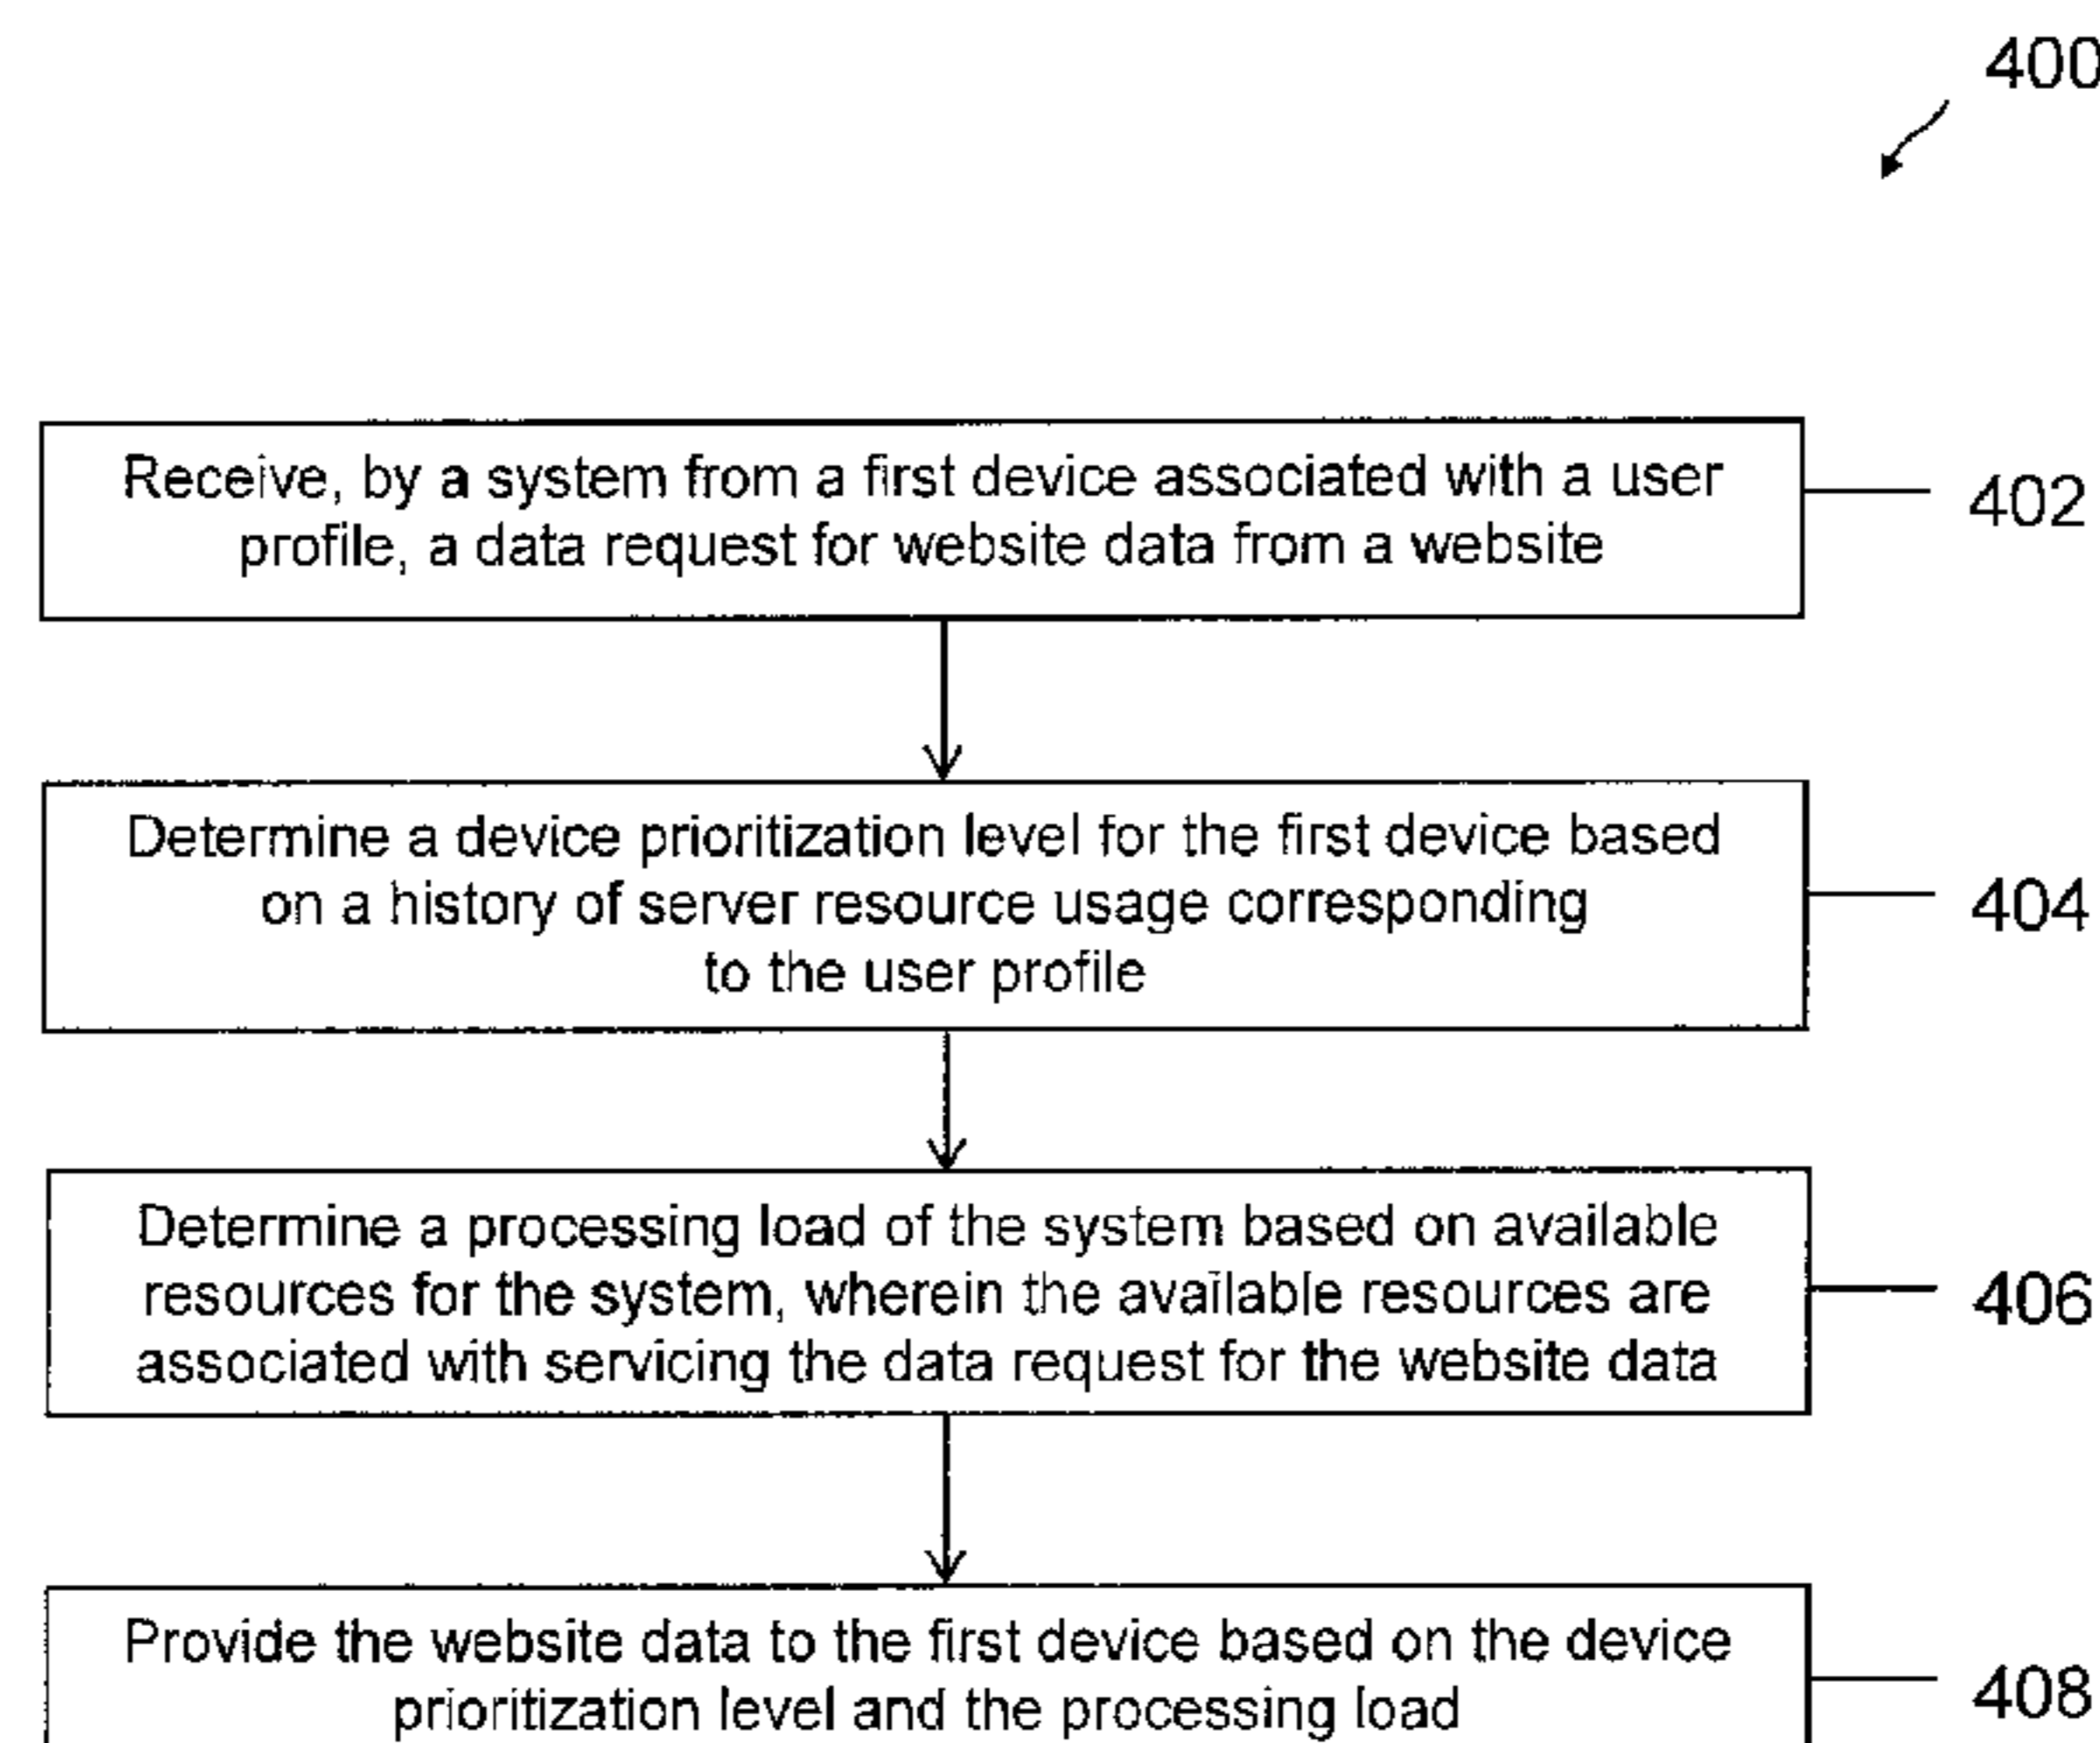 400
Receive, by a system from a first device associated with a user
profile, a data request for website data from a website
402
Determine a device prioritization level for the first device based
on a history of server resource usage corresponding
to the user profile
404
Determine a processing load of the system based on available
resources for the system, wherein the available resources are
associated with servicing the data request for the website data
406
Provide the website data to the first device based on the device
prioritization level and the processing load
408